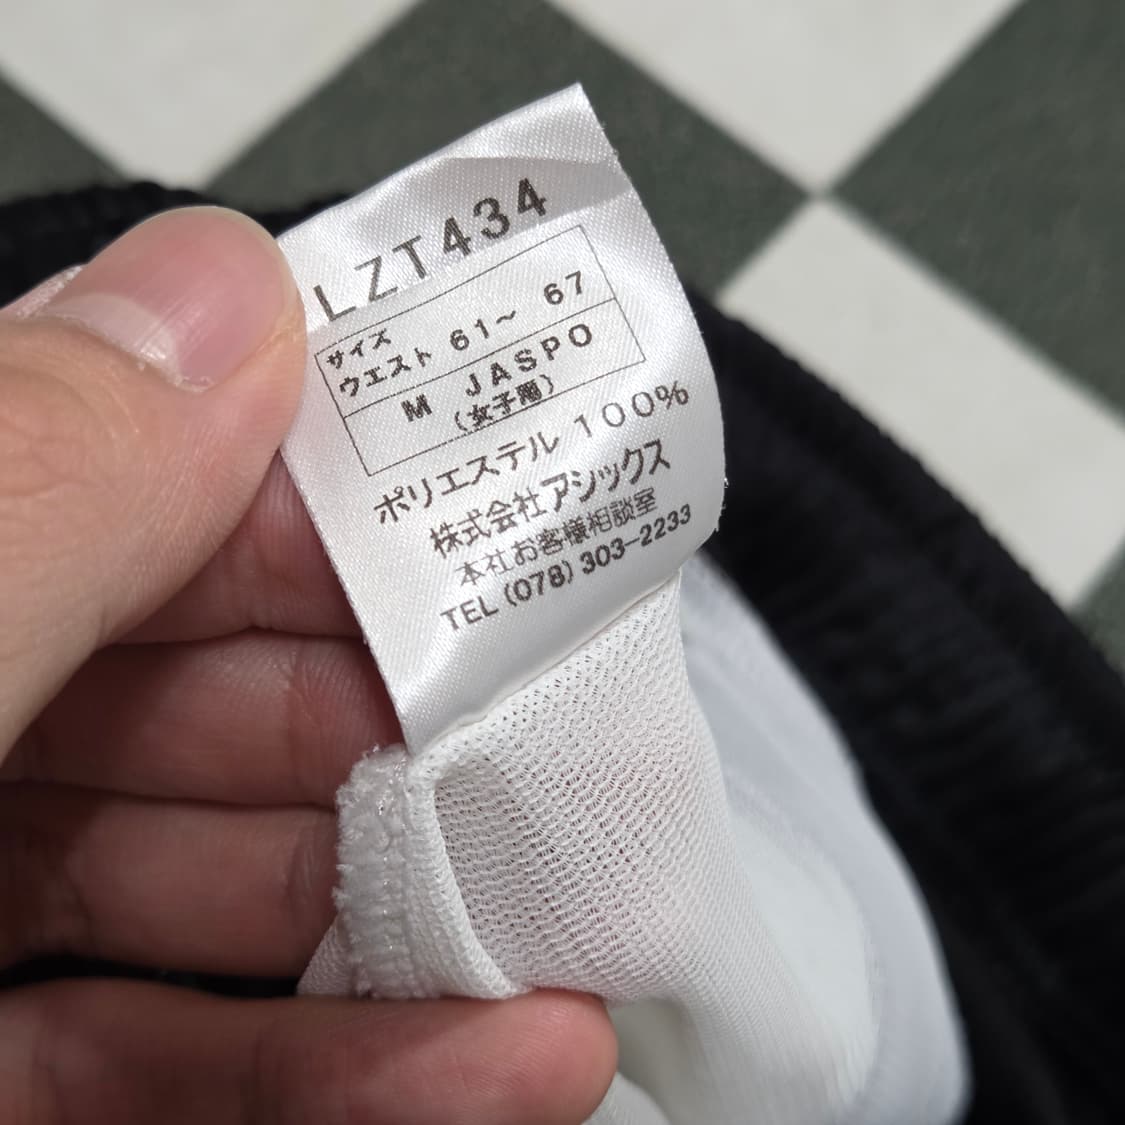 LZT434
サイズ
ウエスト 61～ 67
M JASPO
(女子用)
ポリエステル 100%
株式会社アシックス
本社お客様相談室
TEL (078) 303-2233